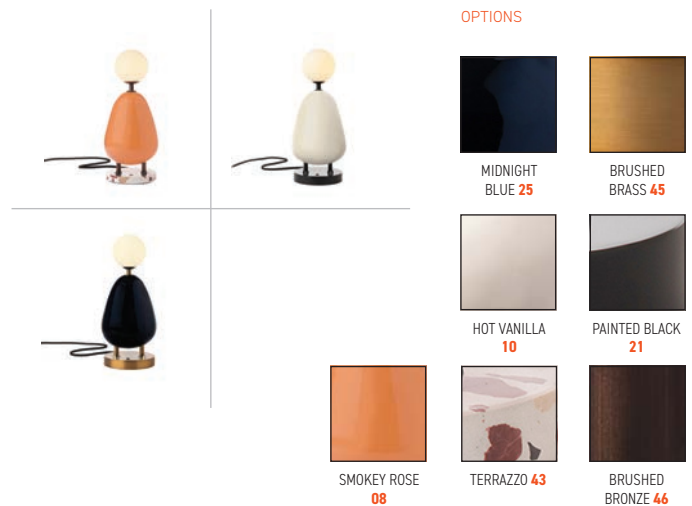 OPTIONS
MIDNIGHT
BLUE 25
BRUSHED
BRASS 45
HOT VANILLA
10
PAINTED BLACK
21
SMOKEY ROSE
08
TERRAZZO 43
BRUSHED
BRONZE 46